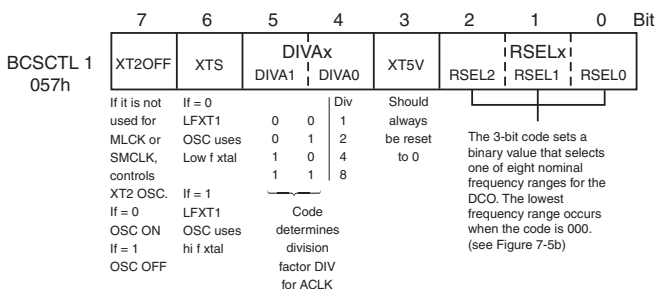 7 6 5 4 3 2 1 0 Bit
BCSCTL 1
057h
XT2OFF
XTS
DIVAx
DIVA1 DIVA0
XT5V
RSELx
RSEL2 RSEL1 RSEL0
If it is not
used for
MLCK or
SMCLK,
controls
XT2 OSC.
If = 0
OSC ON
If = 1
OSC OFF
If = 0
LFXT1
OSC uses
Low f xtal
If = 1
LFXT1
OSC uses
hi f xtal
Div
0 0 1
0 1 2
1 0 4
1 1 8
Code
determines
division
factor DIV
for ACLK
Should
always
be reset
to 0
The 3-bit code sets a
binary value that selects
one of eight nominal
frequency ranges for the
DCO. The lowest
frequency range occurs
when the code is 000.
(see Figure 7-5b)